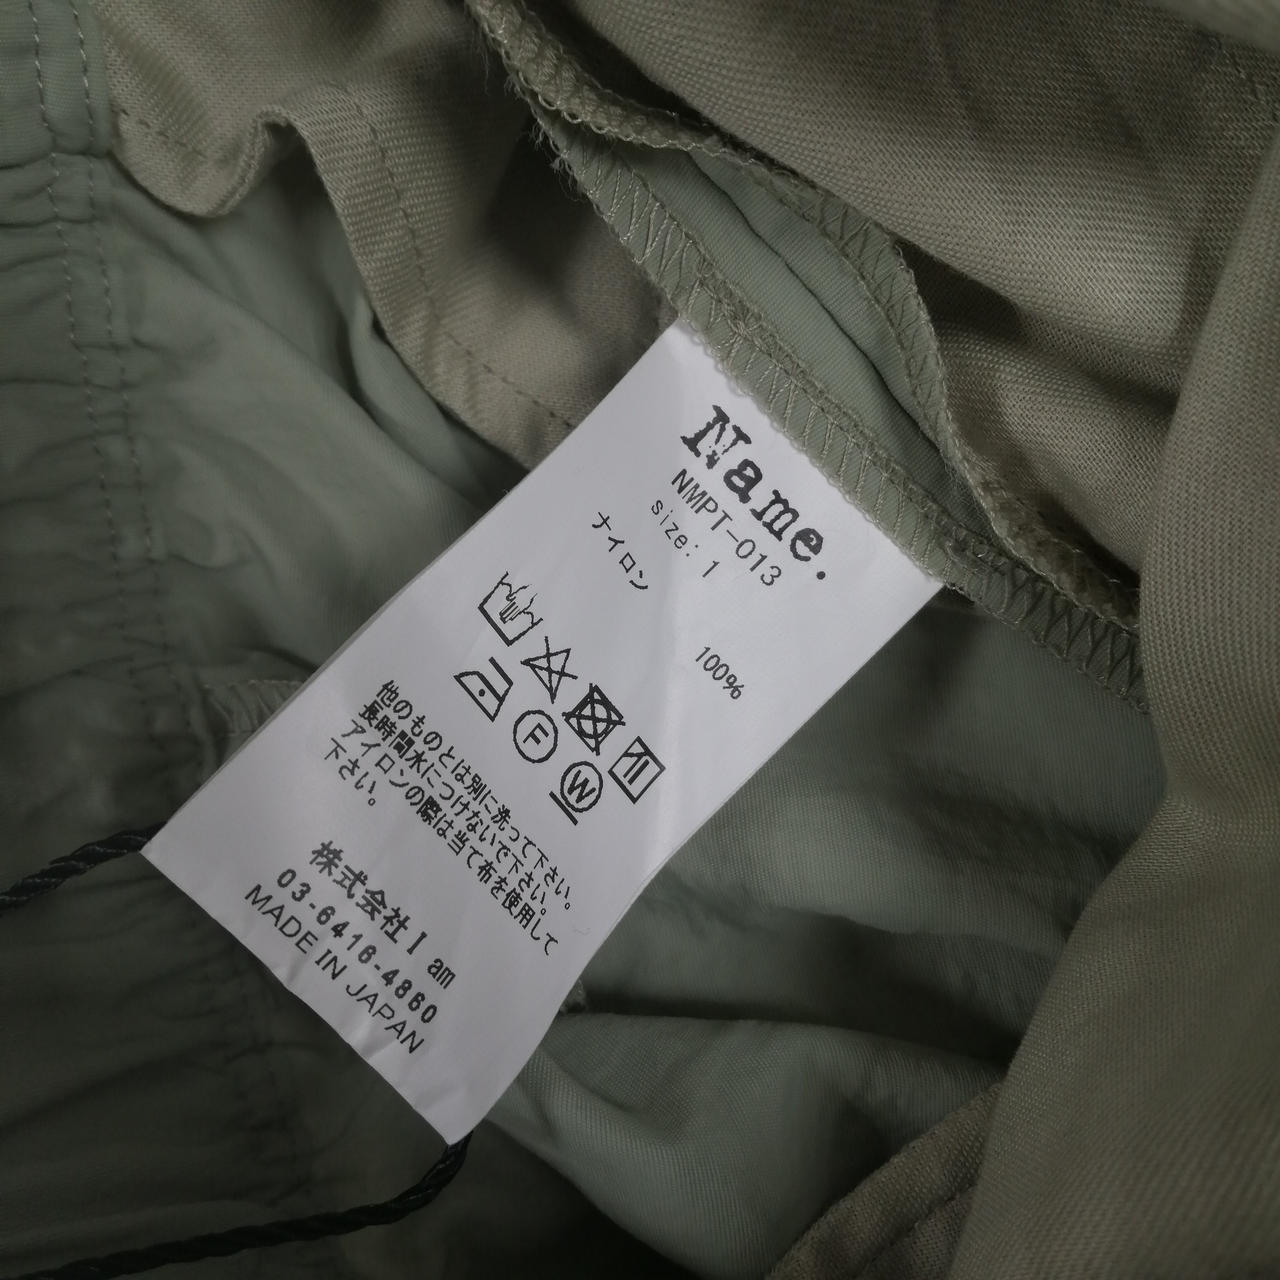 Name.
NMPT-013
size: 1
ナイロン 100%
F
W
他のものとは別に洗って下さい。
長時間水につけないで下さい。
アイロンの際は当て布を使用して
下さい。
株式会社I am
03-6416-4860
MADE IN JAPAN